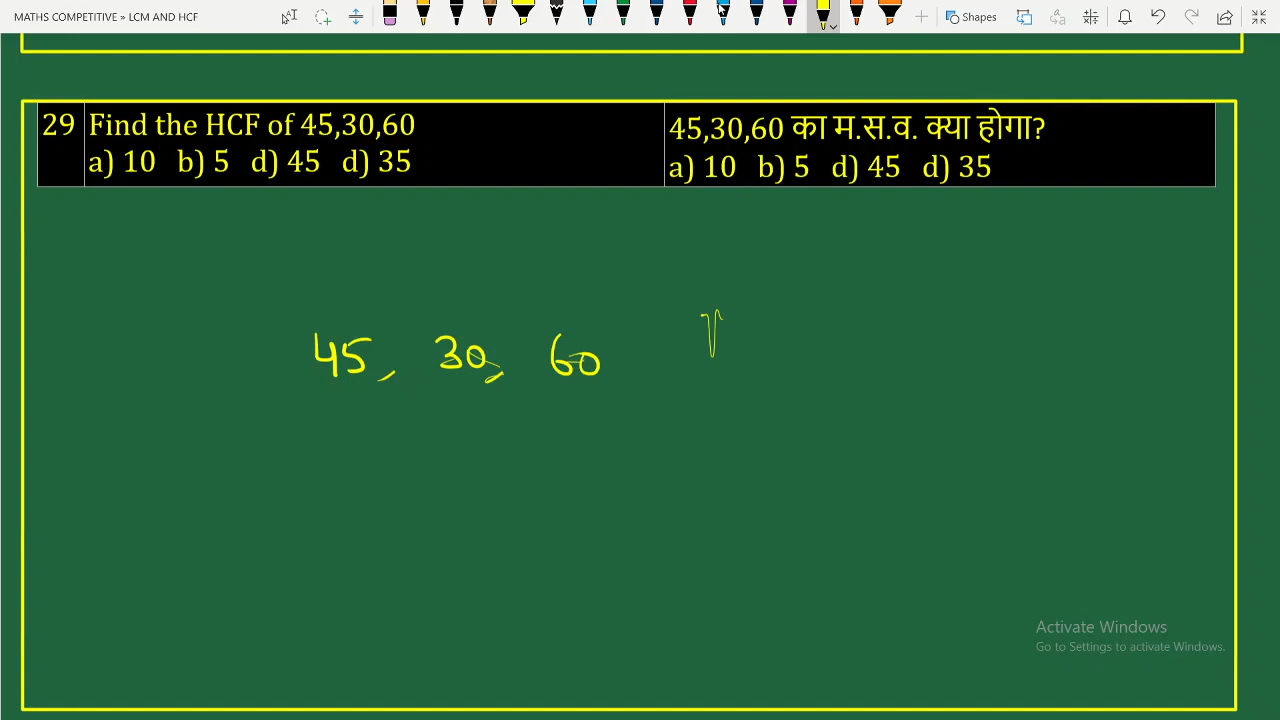 MATHS COMPETITIVE » LCM AND HCF
Shapes
29 Find the HCF of 45,30,60
a) 10 b) 5 d) 45 d) 35
45,30,60 का म.स.व. क्या होगा?
a) 10 b) 5 d) 45 d) 35
45, 30, 60
Activate Windows
Go to Settings to activate Windows.